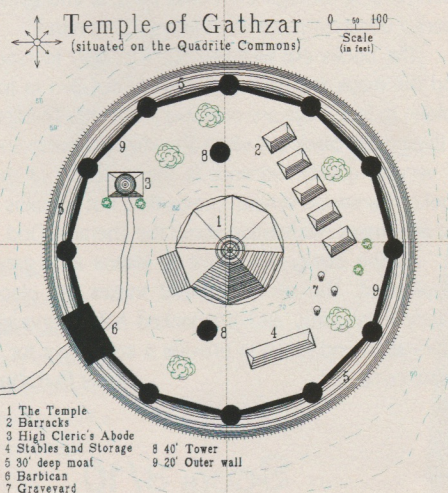 Temple of Gathzar
(situated on the Quadrite Commons)
0 50 100
Scale
(in feet)
5
9
8
2
3
1
5
7
9
6
8
4
5
1 The Temple
2 Barracks
3 High Cleric's Abode
4 Stables and Storage
5 30' deep moat
6 Barbican
7 Graveyard
8 40' Tower
9 20' Outer wall